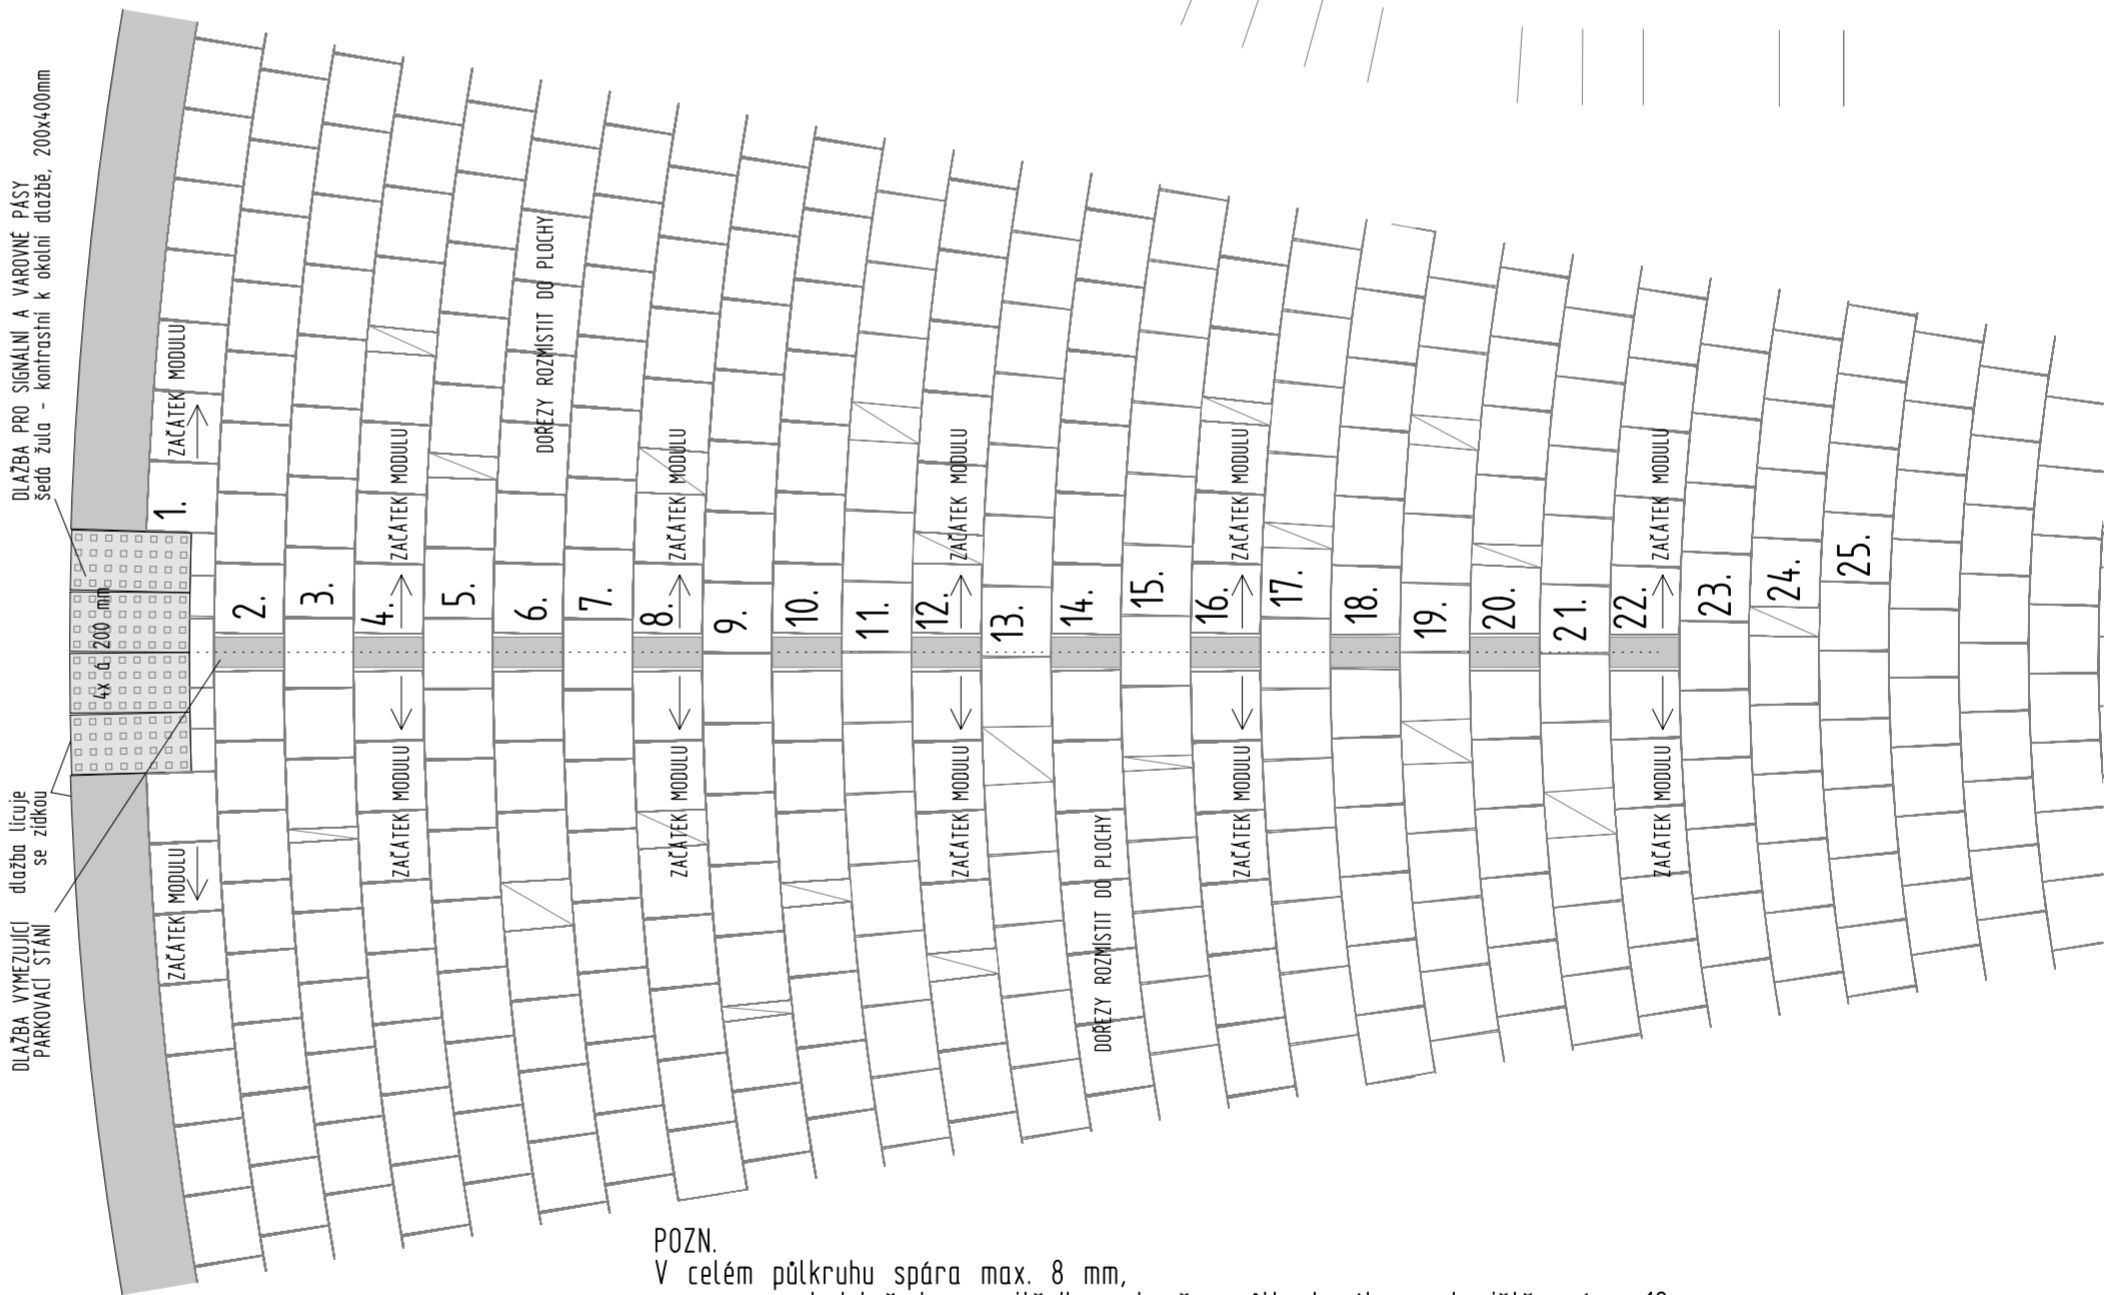 DLAŽBA PRO SIGNÁLNÍ A VAROVNÉ PÁSY
šedá žula - kontrastní k okolní dlažbě, 200x400mm
dlažba licuje
se zídkou
DLAŽBA VYMEZUJÍCÍ
PARKOVACÍ STÁNÍ
4x á 200 mm
ZAČÁTEK MODULU
ZAČÁTEK MODULU
1.
2.
3.
4.
ZAČÁTEK MODULU
ZAČÁTEK MODULU
5.
6.
DOŘEZY ROZMÍSTIT DO PLOCHY
7.
8.
ZAČÁTEK MODULU
ZAČÁTEK MODULU
9.
10.
11.
12.
ZAČÁTEK MODULU
ZAČÁTEK MODULU
13.
14.
DOŘEZY ROZMÍSTIT DO PLOCHY
15.
16.
ZAČÁTEK MODULU
ZAČÁTEK MODULU
17.
18.
19.
20.
21.
22.
ZAČÁTEK MODULU
ZAČÁTEK MODULU
23.
24.
25.
POZN.
V celém půlkruhu spára max. 8 mm,